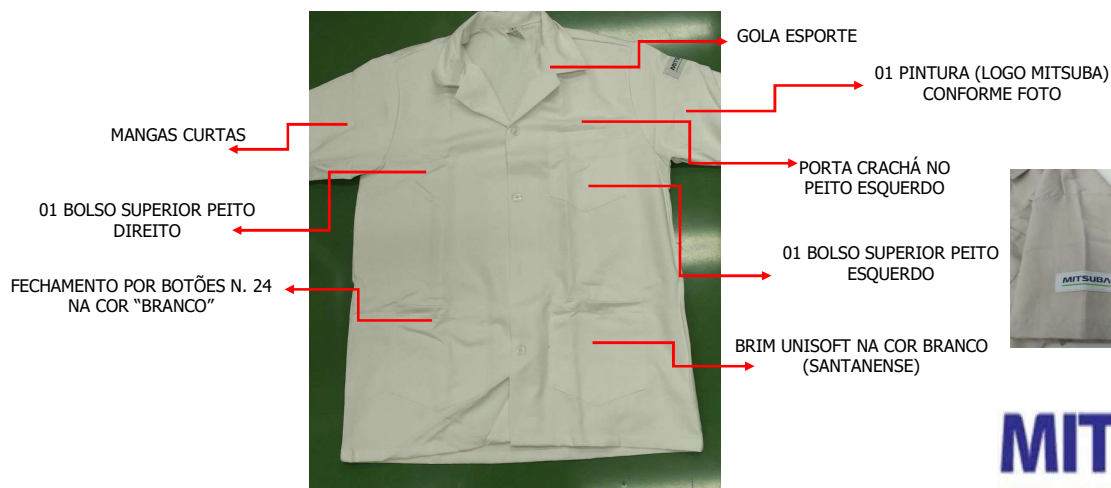 GOLA ESPORTE
01 PINTURA (LOGO MITSUBA)
CONFORME FOTO
MANGAS CURTAS
PORTA CRACHÁ NO
PEITO ESQUERDO
01 BOLSO SUPERIOR PEITO
DIREITO
01 BOLSO SUPERIOR PEITO
ESQUERDO
FECHAMENTO POR BOTÕES N. 24
NA COR “BRANCO”
MITSUBA
BRIM UNISOFT NA COR BRANCO
(SANTANENSE)
MIT